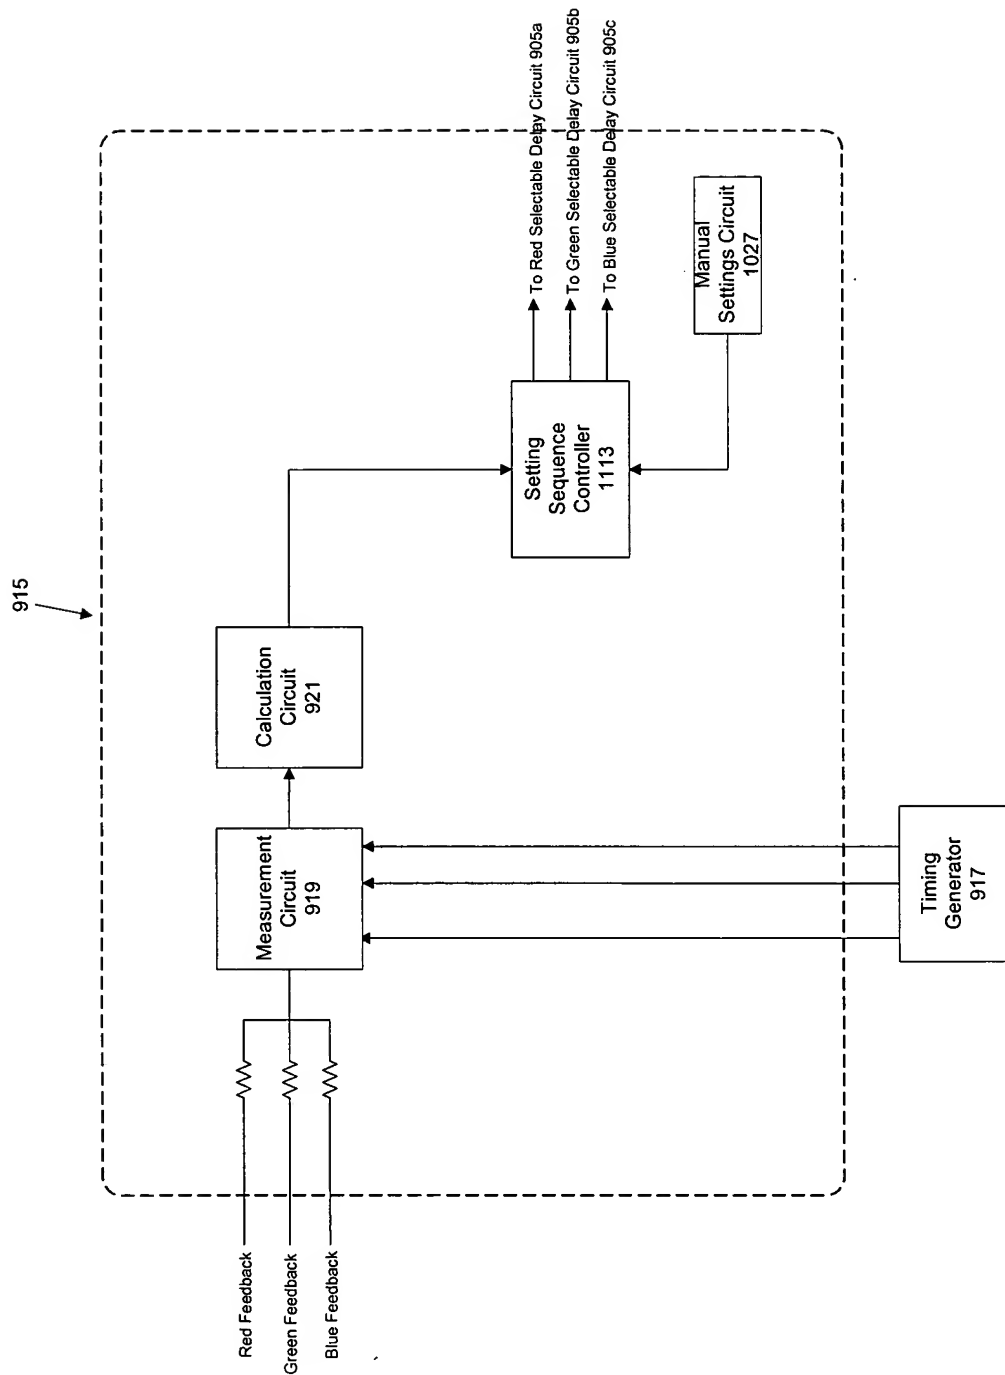 915
Red Feedback
Green Feedback
Blue Feedback
Measurement
Circuit
919
Calculation
Circuit
921
Setting
Sequence
Controller
1113
To Red Selectable Delay Circuit 905a
To Green Selectable Delay Circuit 905b
To Blue Selectable Delay Circuit 905c
Manual
Settings Circuit
1027
Timing
Generator
917